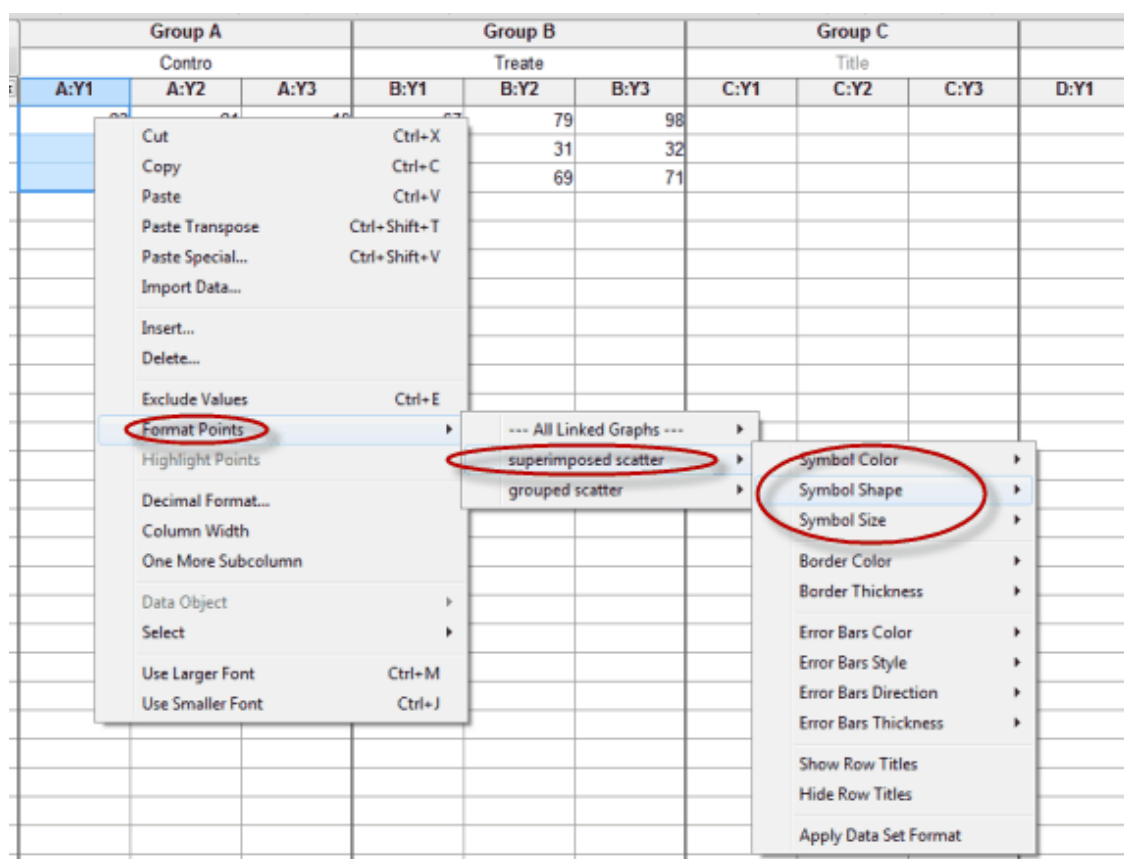 Group A Group B Group C
Contro Treate Title
A:Y1 A:Y2 A:Y3 B:Y1 B:Y2 B:Y3 C:Y1 C:Y2 C:Y3 D:Y1
79 98
31 32
69 71
Cut Ctrl+X
Copy Ctrl+C
Paste Ctrl+V
Paste Transpose Ctrl+Shift+T
Paste Special... Ctrl+Shift+V
Import Data...
Insert...
Delete...
Exclude Values Ctrl+E
Format Points
Highlight Points
Decimal Format...
Column Width
One More Subcolumn
Data Object
Select
Use Larger Font Ctrl+M
Use Smaller Font Ctrl+J
--- All Linked Graphs ---
superimposed scatter
grouped scatter
Symbol Color
Symbol Shape
Symbol Size
Border Color
Border Thickness
Error Bars Color
Error Bars Style
Error Bars Direction
Error Bars Thickness
Show Row Titles
Hide Row Titles
Apply Data Set Format